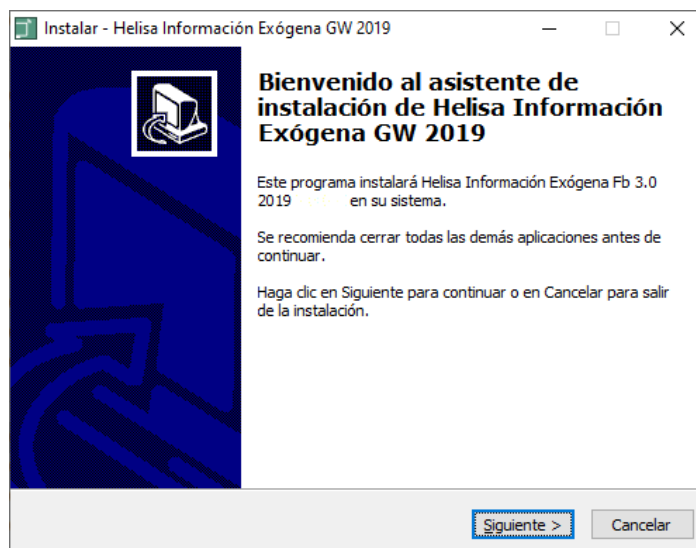 Instalar - Helisa Información Exógena GW 2019
Bienvenido al asistente de
instalación de Helisa Información
Exógena GW 2019
Este programa instalará Helisa Información Exógena Fb 3.0
2019 en su sistema.
Se recomienda cerrar todas las demás aplicaciones antes de
continuar.
Haga clic en Siguiente para continuar o en Cancelar para salir
de la instalación.
Siguiente > Cancelar